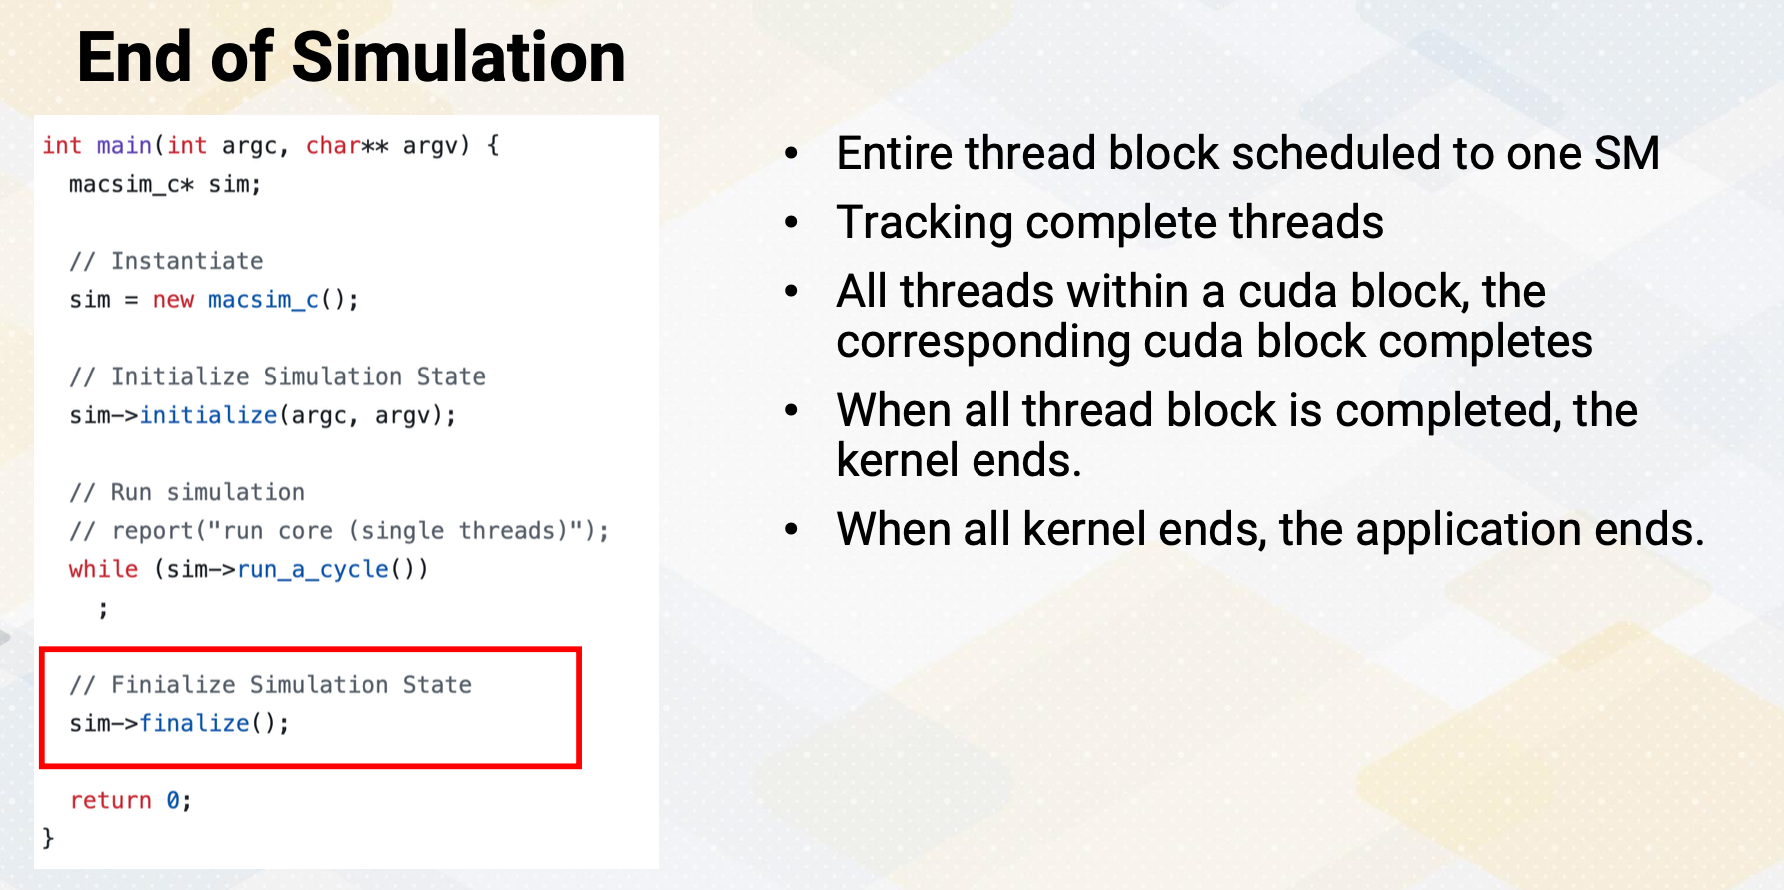 End of Simulation
int main(int argc, char** argv) {
macsim_c* sim;
// Instantiate
sim = new macsim_c();
// Initialize Simulation State
sim->initialize(argc, argv);
// Run simulation
// report("run core (single threads)");
while (sim->run_a_cycle())
;
// Finialize Simulation State
sim->finalize();
return 0;
}
• Entire thread block scheduled to one SM
• Tracking complete threads
• All threads within a cuda block, the
corresponding cuda block completes
• When all thread block is completed, the
kernel ends.
• When all kernel ends, the application ends.